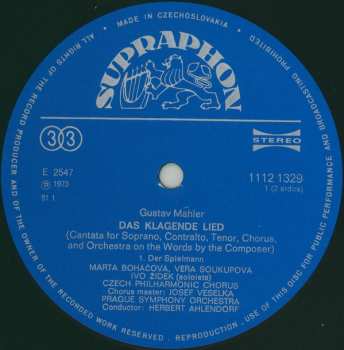 MADE IN CZECHOSLOVAKIA
ALL RIGHTS OF THE RECORD PRODUCER AND OF THE OWNER OF THE RECORDED WORK RESERVED. REPRODUCTION - USE OF THIS DISC FOR PUBLIC PERFORMANCE AND BROADCASTING PROHIBITED
SUPRAPHON
33
STEREO
E 2547
℗ 1973
ST 1
1112 1329
1 (2 sidos)
Gustav Mahler
DAS KLAGENDE LIED
(Cantata for Soprano, Contralto, Tenor, Chorus,
and Orchestra on the Words by the Composer)
1. Der Spielmann
MARTA BOHÁČOVÁ, VĚRA SOUKUPOVÁ
IVO ŽÍDEK (soloists)
CZECH PHILHARMONIC CHORUS
Chorus master: JOSEF VESELKA
PRAGUE SYMPHONY ORCHESTRA
Conductor: HERBERT AHLENDORF